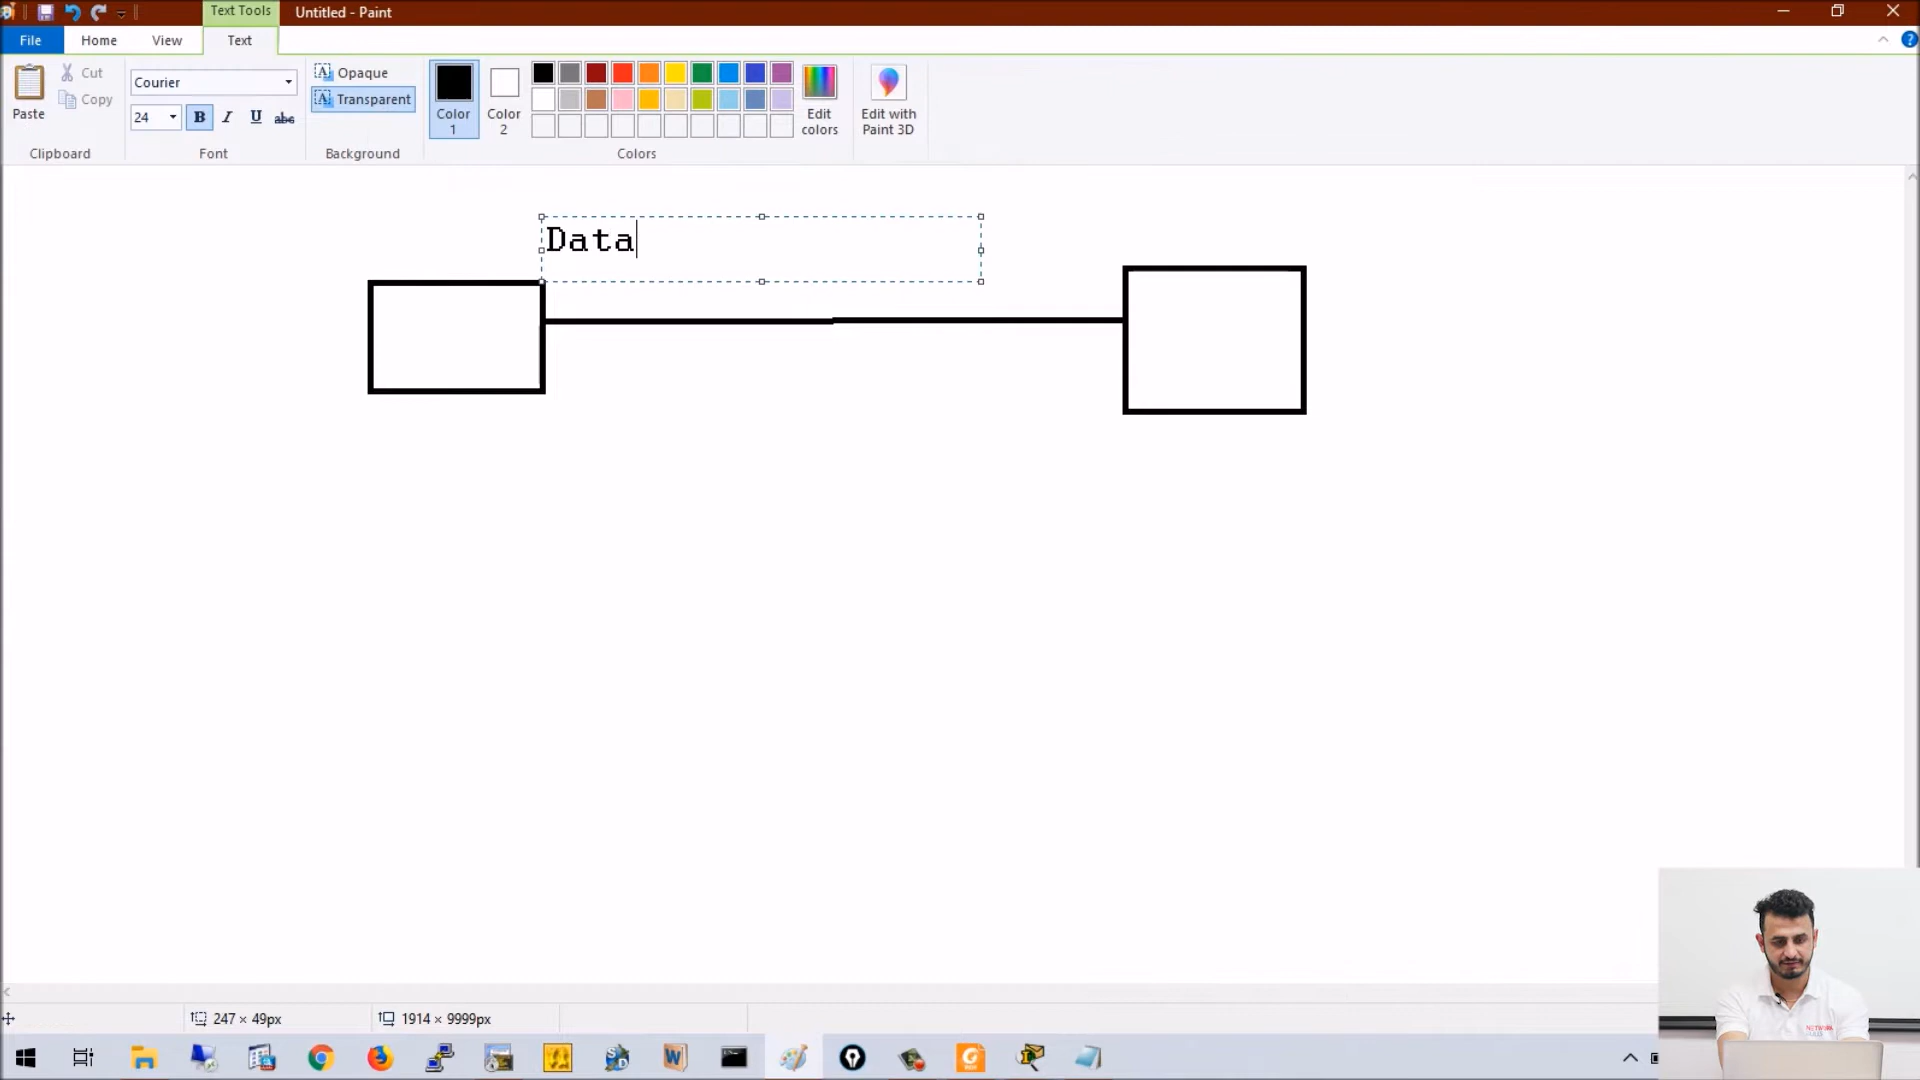 Text Tools
Untitled - Paint
File
Home
View
Text
Paste
Cut
Copy
Clipboard
Courier
24
B
I
U
abc
Font
Opaque
Transparent
Background
Color 1
Color 2
Edit colors
Colors
Edit with Paint 3D
Data
247 × 49px
1914 × 9999px